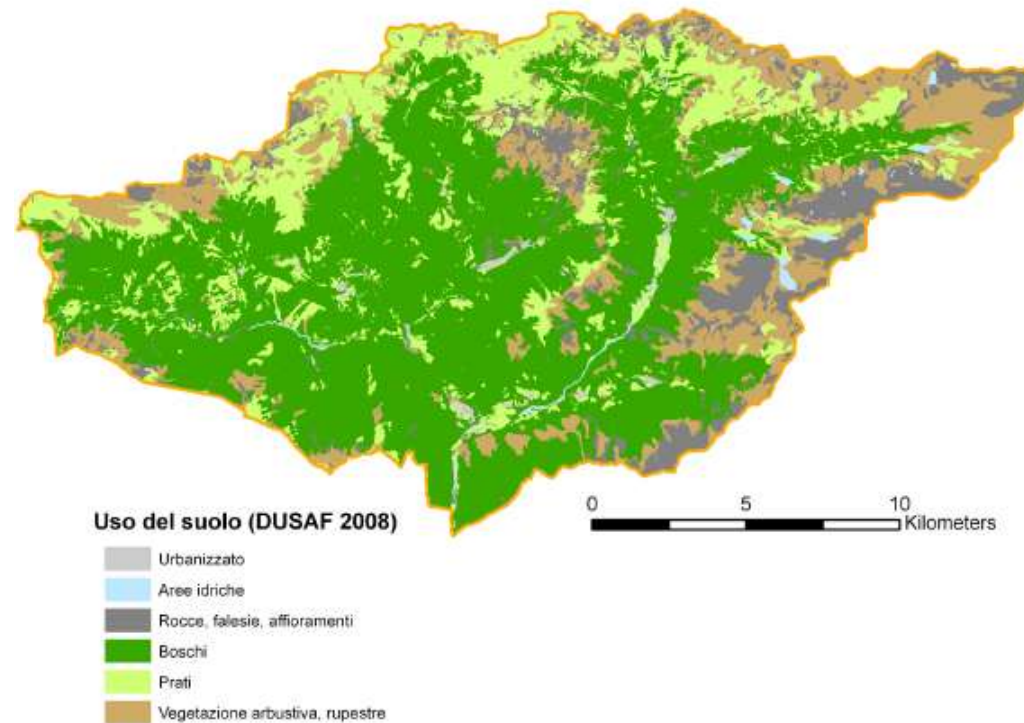 0 5 10
Kilometers
Uso del suolo (DUSAF 2008)
Urbanizzato
Aree idriche
Rocce, falesie, affioramenti
Boschi
Prati
Vegetazione arbustiva, rupestre